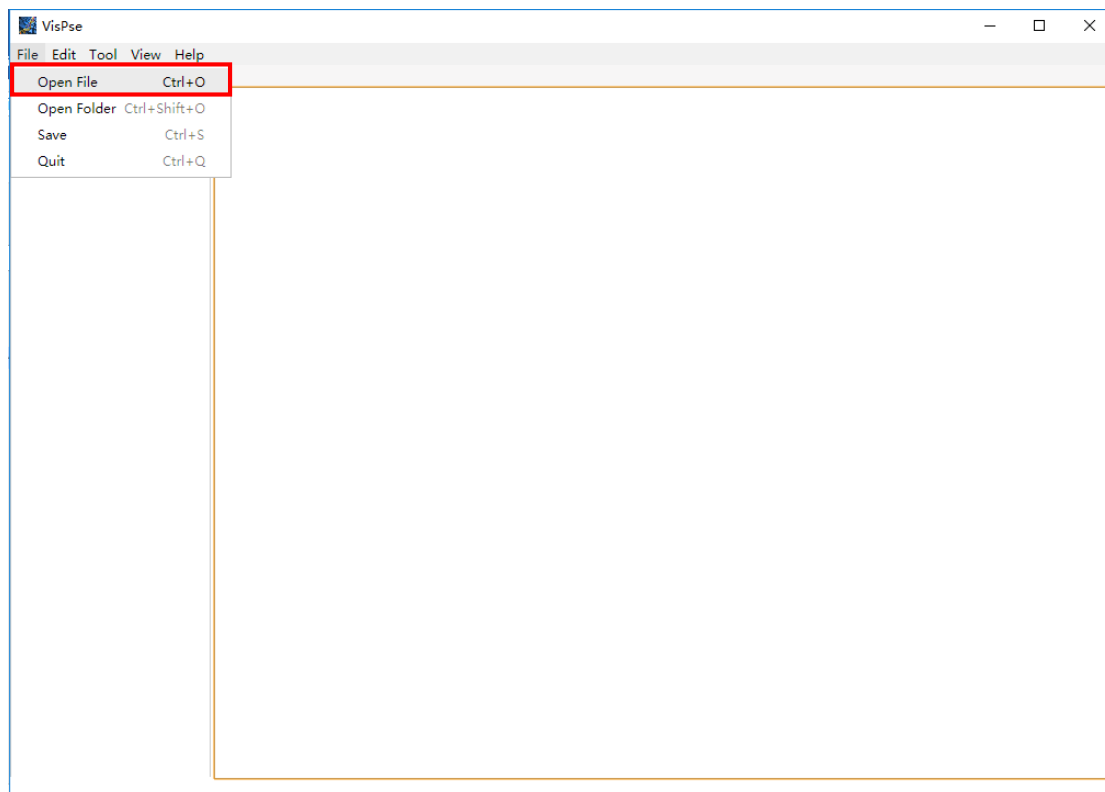 VisPse
File Edit Tool View Help
Open File Ctrl+O
Open Folder Ctrl+Shift+O
Save Ctrl+S
Quit Ctrl+Q